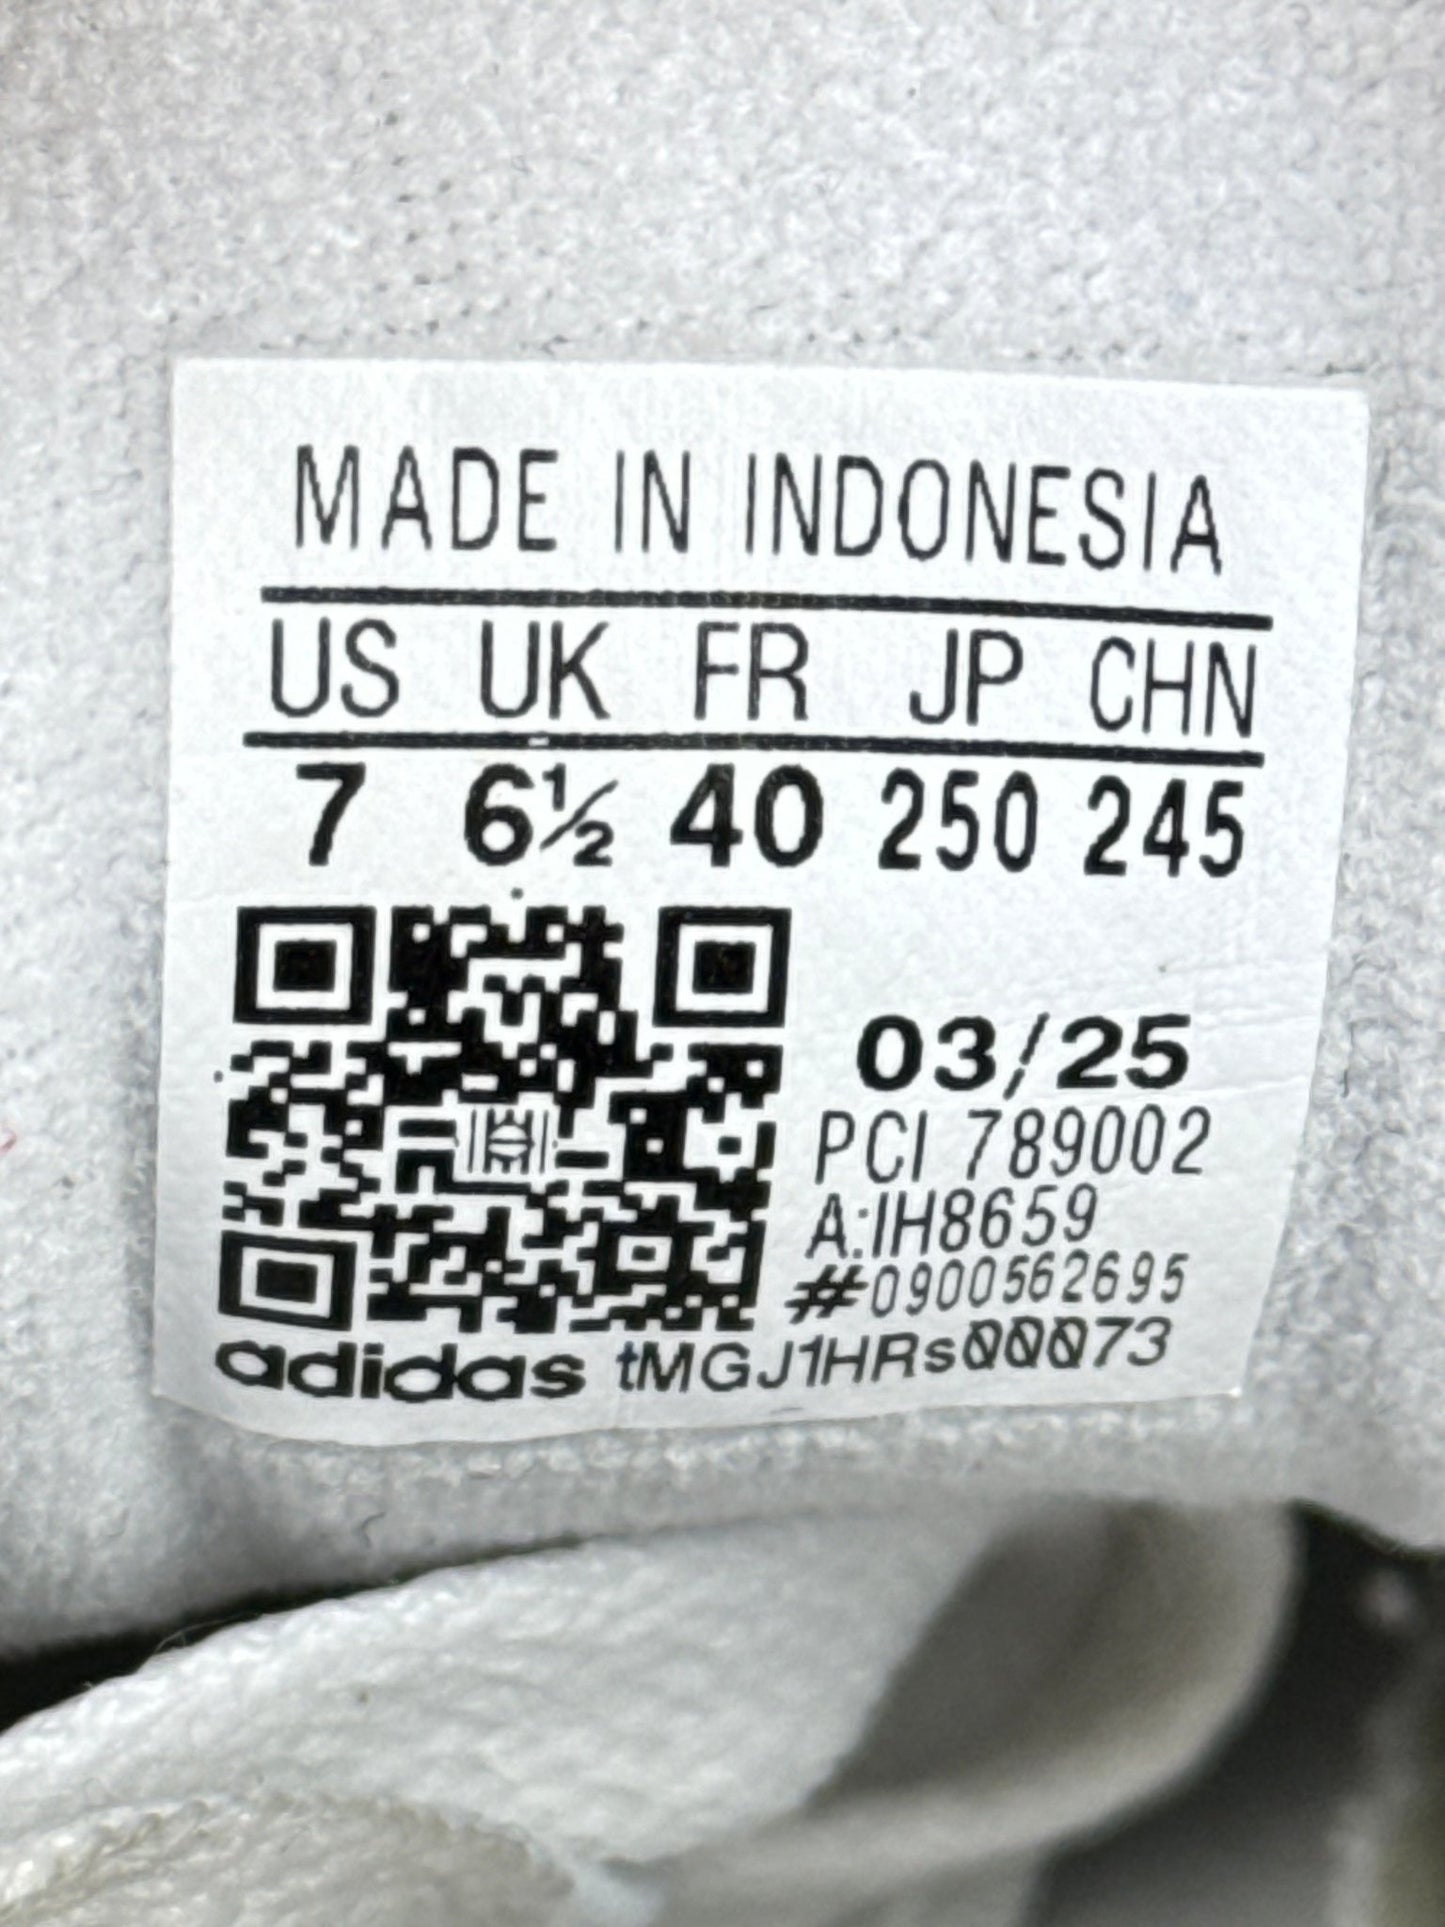 MADE IN INDONESIA
US UK FR JP CHN
7 6½ 40 250 245
03/25
PCI 789002
A:IH8659
#0900562695
adidas tMGJ1HRs00073